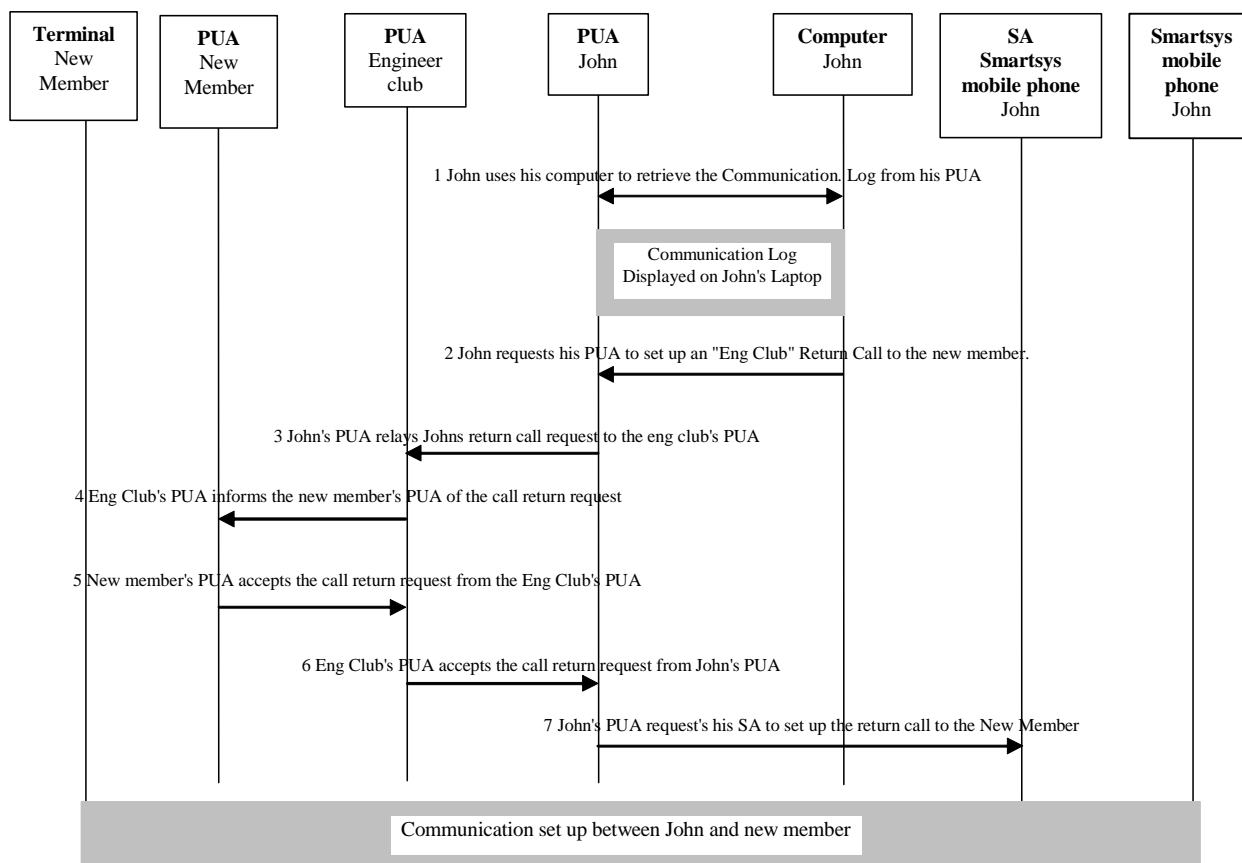 Terminal
New
Member
PUA
New
Member
PUA
Engineer
club
PUA
John
Computer
John
SA
Smartsys
mobile phone
John
Smartsys
mobile
phone
John
1 John uses his computer to retrieve the Communication. Log from his PUA
Communication Log
Displayed on John's Laptop
2 John requests his PUA to set up an "Eng Club" Return Call to the new member.
3 John's PUA relays Johns return call request to the eng club's PUA
4 Eng Club's PUA informs the new member's PUA of the call return request
5 New member's PUA accepts the call return request from the Eng Club's PUA
6 Eng Club's PUA accepts the call return request from John's PUA
7 John's PUA request's his SA to set up the return call to the New Member
Communication set up between John and new member